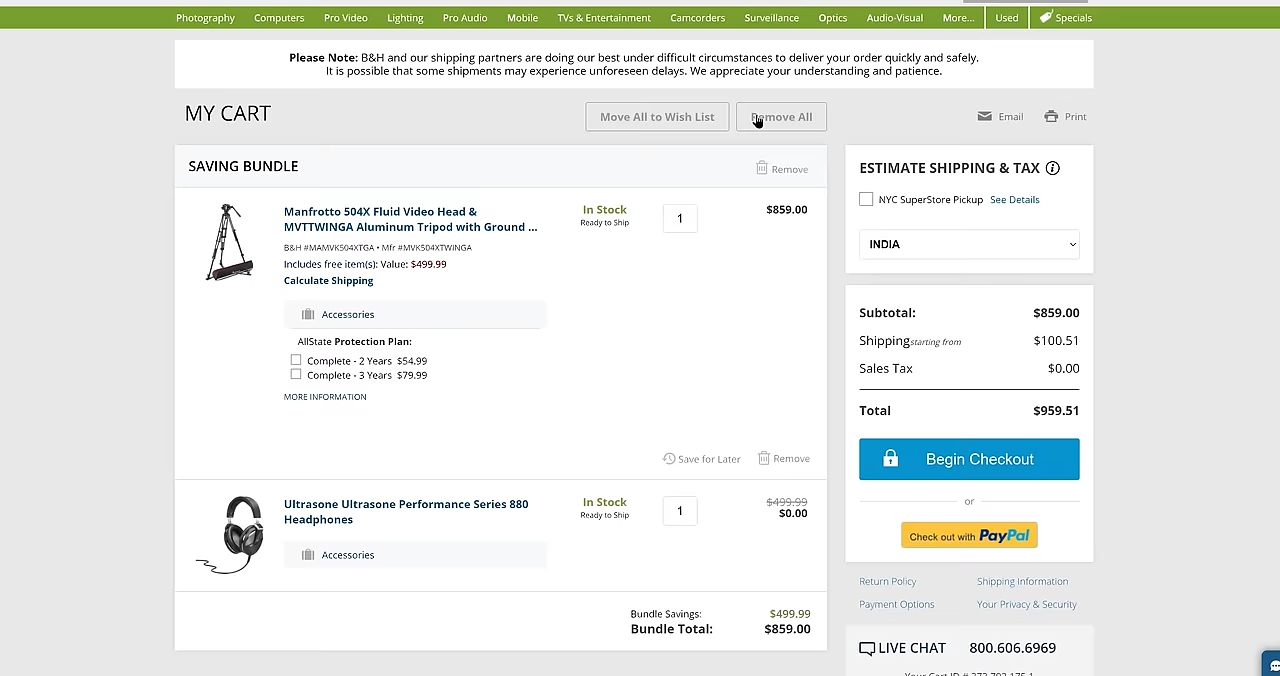 Photography Computers Pro Video Lighting Pro Audio Mobile TVs & Entertainment Camcorders Surveillance Optics Audio-Visual More... Used Specials
Please Note: B&H and our shipping partners are doing our best under difficult circumstances to deliver your order quickly and safely.
It is possible that some shipments may experience unforeseen delays. We appreciate your understanding and patience.
MY CART
Move All to Wish List
Remove All
Email
Print
SAVING BUNDLE
Remove
Manfrotto 504X Fluid Video Head &
MVTTWINGA Aluminum Tripod with Ground ...
B&H #MAMVK504XTGA • Mfr #MVK504XTWINGA
Includes free item(s): Value: $499.99
Calculate Shipping
In Stock
Ready to Ship
1
$859.00
Accessories
AllState Protection Plan:
Complete - 2 Years $54.99
Complete - 3 Years $79.99
MORE INFORMATION
Save for Later
Remove
Ultrasone Ultrasone Performance Series 880
Headphones
In Stock
Ready to Ship
1
$499.99
$0.00
Accessories
Bundle Savings: $499.99
Bundle Total: $859.00
ESTIMATE SHIPPING & TAX
NYC SuperStore Pickup See Details
INDIA
Subtotal: $859.00
Shipping starting from $100.51
Sales Tax $0.00
Total $959.51
Begin Checkout
or
Check out with PayPal
Return Policy Shipping Information
Payment Options Your Privacy & Security
LIVE CHAT 800.606.6969